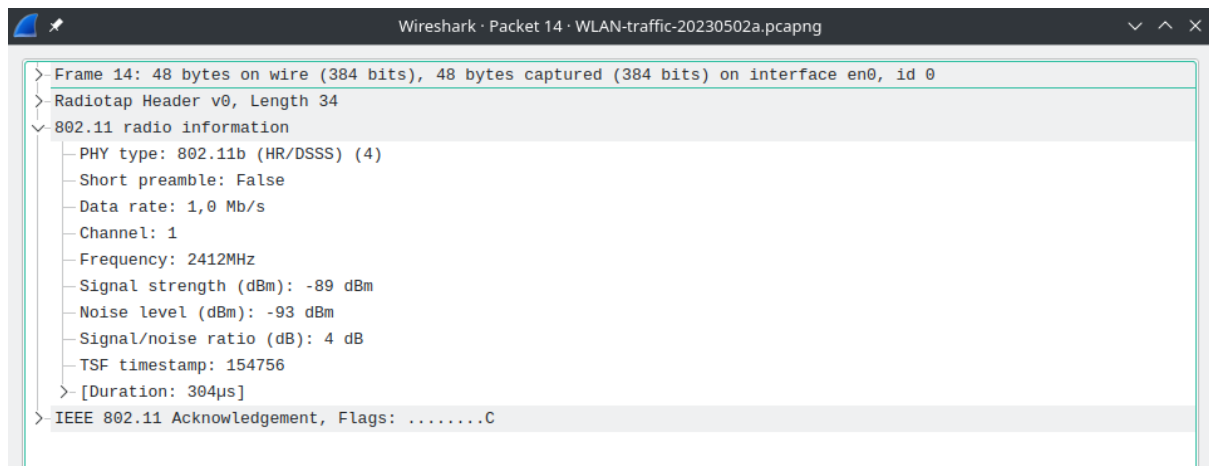 Wireshark · Packet 14 · WLAN-traffic-20230502a.pcapng
Frame 14: 48 bytes on wire (384 bits), 48 bytes captured (384 bits) on interface en0, id 0
Radiotap Header v0, Length 34
802.11 radio information
PHY type: 802.11b (HR/DSSS) (4)
Short preamble: False
Data rate: 1,0 Mb/s
Channel: 1
Frequency: 2412MHz
Signal strength (dBm): -89 dBm
Noise level (dBm): -93 dBm
Signal/noise ratio (dB): 4 dB
TSF timestamp: 154756
[Duration: 304µs]
IEEE 802.11 Acknowledgement, Flags: ........C